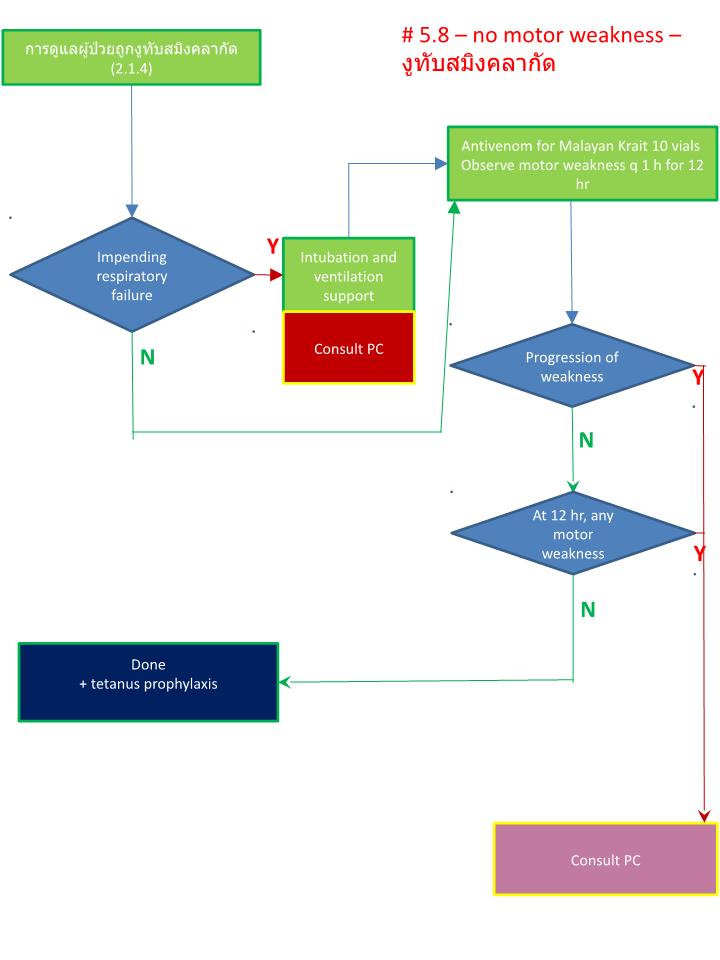 # 5.8 – no motor weakness –
งูทับสมิงคลากัด
การดูแลผู้ป่วยถูกงูทับสมิงคลากัด
(2.1.4)
Antivenom for Malayan Krait 10 vials
Observe motor weakness q 1 h for 12
hr
Impending
respiratory
failure
Y
Intubation and
ventilation
support
Consult PC
N
Progression of
weakness
Y
N
At 12 hr, any
motor
weakness
Y
N
Done
+ tetanus prophylaxis
Consult PC